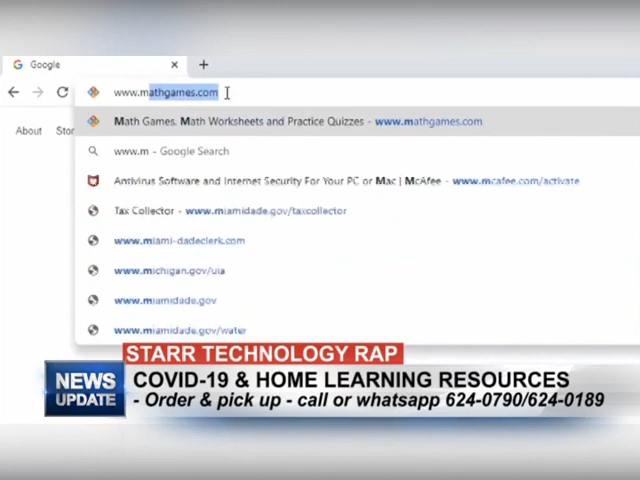 Google
www.mathgames.com
About
Stor
Math Games, Math Worksheets and Practice Quizzes - www.mathgames.com
www.m - Google Search
Antivirus Software and Internet Security For Your PC or Mac | McAfee - www.mcafee.com/activate
Tax Collector - www.miamidade.gov/taxcollector
www.miami-dadeclerk.com
www.michigan.gov/uia
www.miamidade.gov
www.miamidade.gov/water
STARR TECHNOLOGY RAP
NEWS
UPDATE
COVID-19 & HOME LEARNING RESOURCES
- Order & pick up - call or whatsapp 624-0790/624-0189